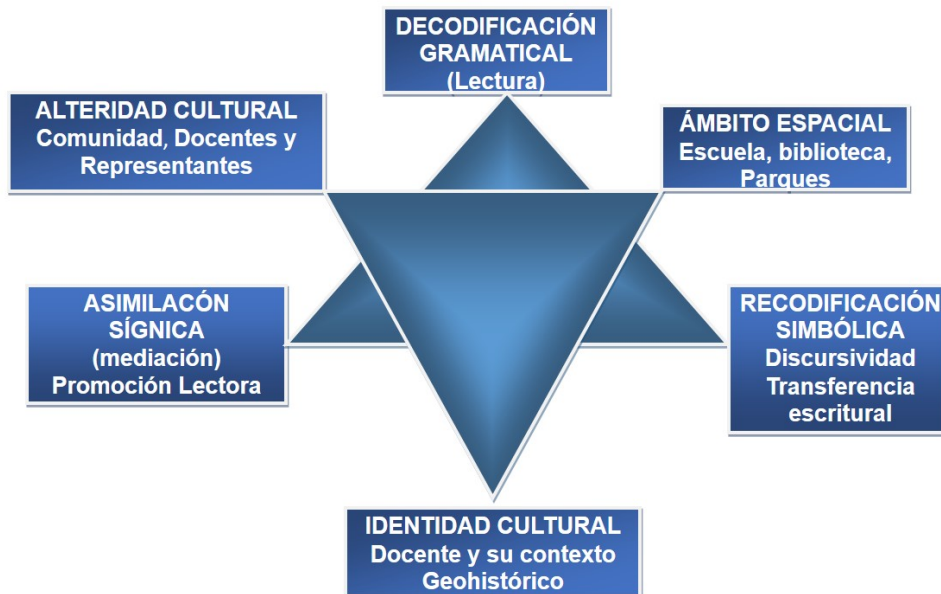 DECODIFICACIÓN
GRAMATICAL
(Lectura)
ALTERIDAD CULTURAL
Comunidad, Docentes y
Representantes
ÁMBITO ESPACIAL
Escuela, biblioteca,
Parques
ASIMILACÓN
SÍGNICA
(mediación)
Promoción Lectora
RECODIFICACIÓN
SIMBÓLICA
Discursividad
Transferencia
escritural
IDENTIDAD CULTURAL
Docente y su contexto
Geohistórico